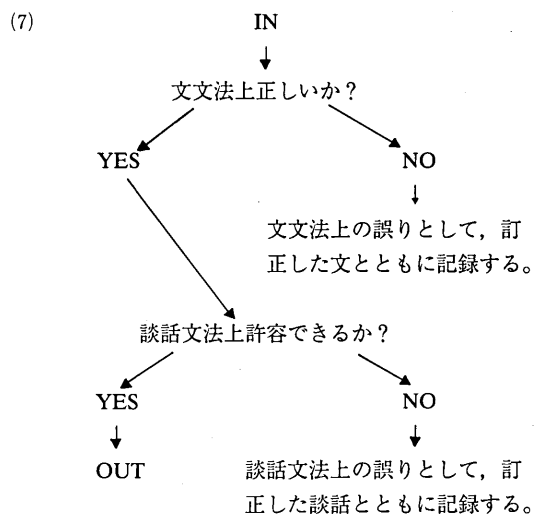 (7)
IN
文文法上正しいか？
YES
NO
文文法上の誤りとして，訂
正した文とともに記録する。
談話文法上許容できるか？
YES
NO
OUT
談話文法上の誤りとして，訂
正した談話とともに記録する。